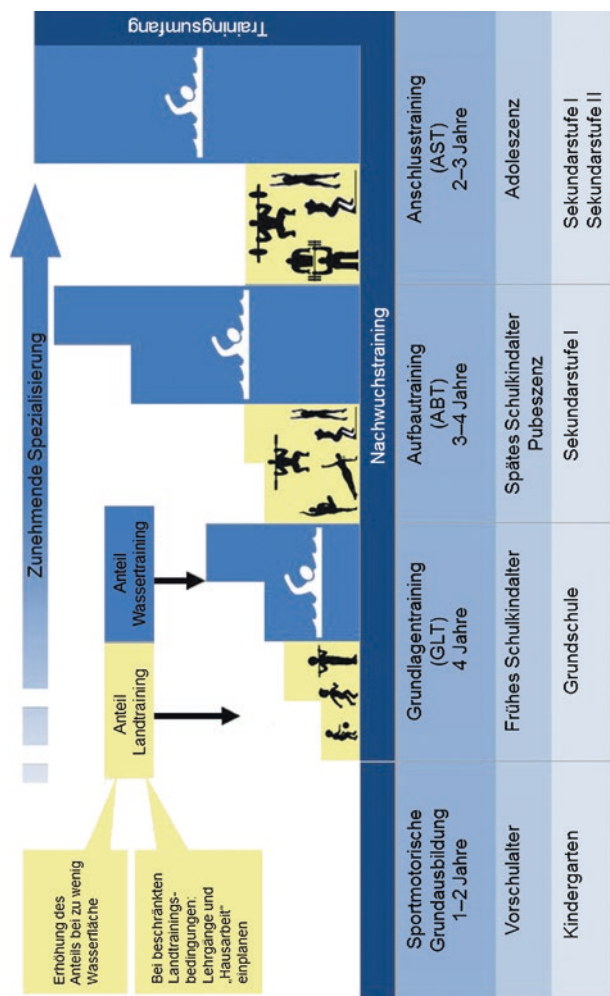 Erhöhung des
Anteils bei zu wenig
Wasserfläche
Bei beschränkten
Landtrainings-
bedingungen:
Lehrgänge und
„Hausarbeit“
einplanen
Zunehmende Spezialisierung
Anteil
Landtraining
Anteil
Wassertraining
Trainingsumfang
Nachwuchstraining
Sportmotorische
Grundausbildung
1–2 Jahre
Grundlagentraining
(GLT)
4 Jahre
Aufbautraining
(ABT)
3–4 Jahre
Anschlusstraining
(AST)
2–3 Jahre
Vorschulalter
Frühes Schulkindalter
Spätes Schulkindalter
Pubeszenz
Adoleszenz
Kindergarten
Grundschule
Sekundarstufe I
Sekundarstufe I
Sekundarstufe II